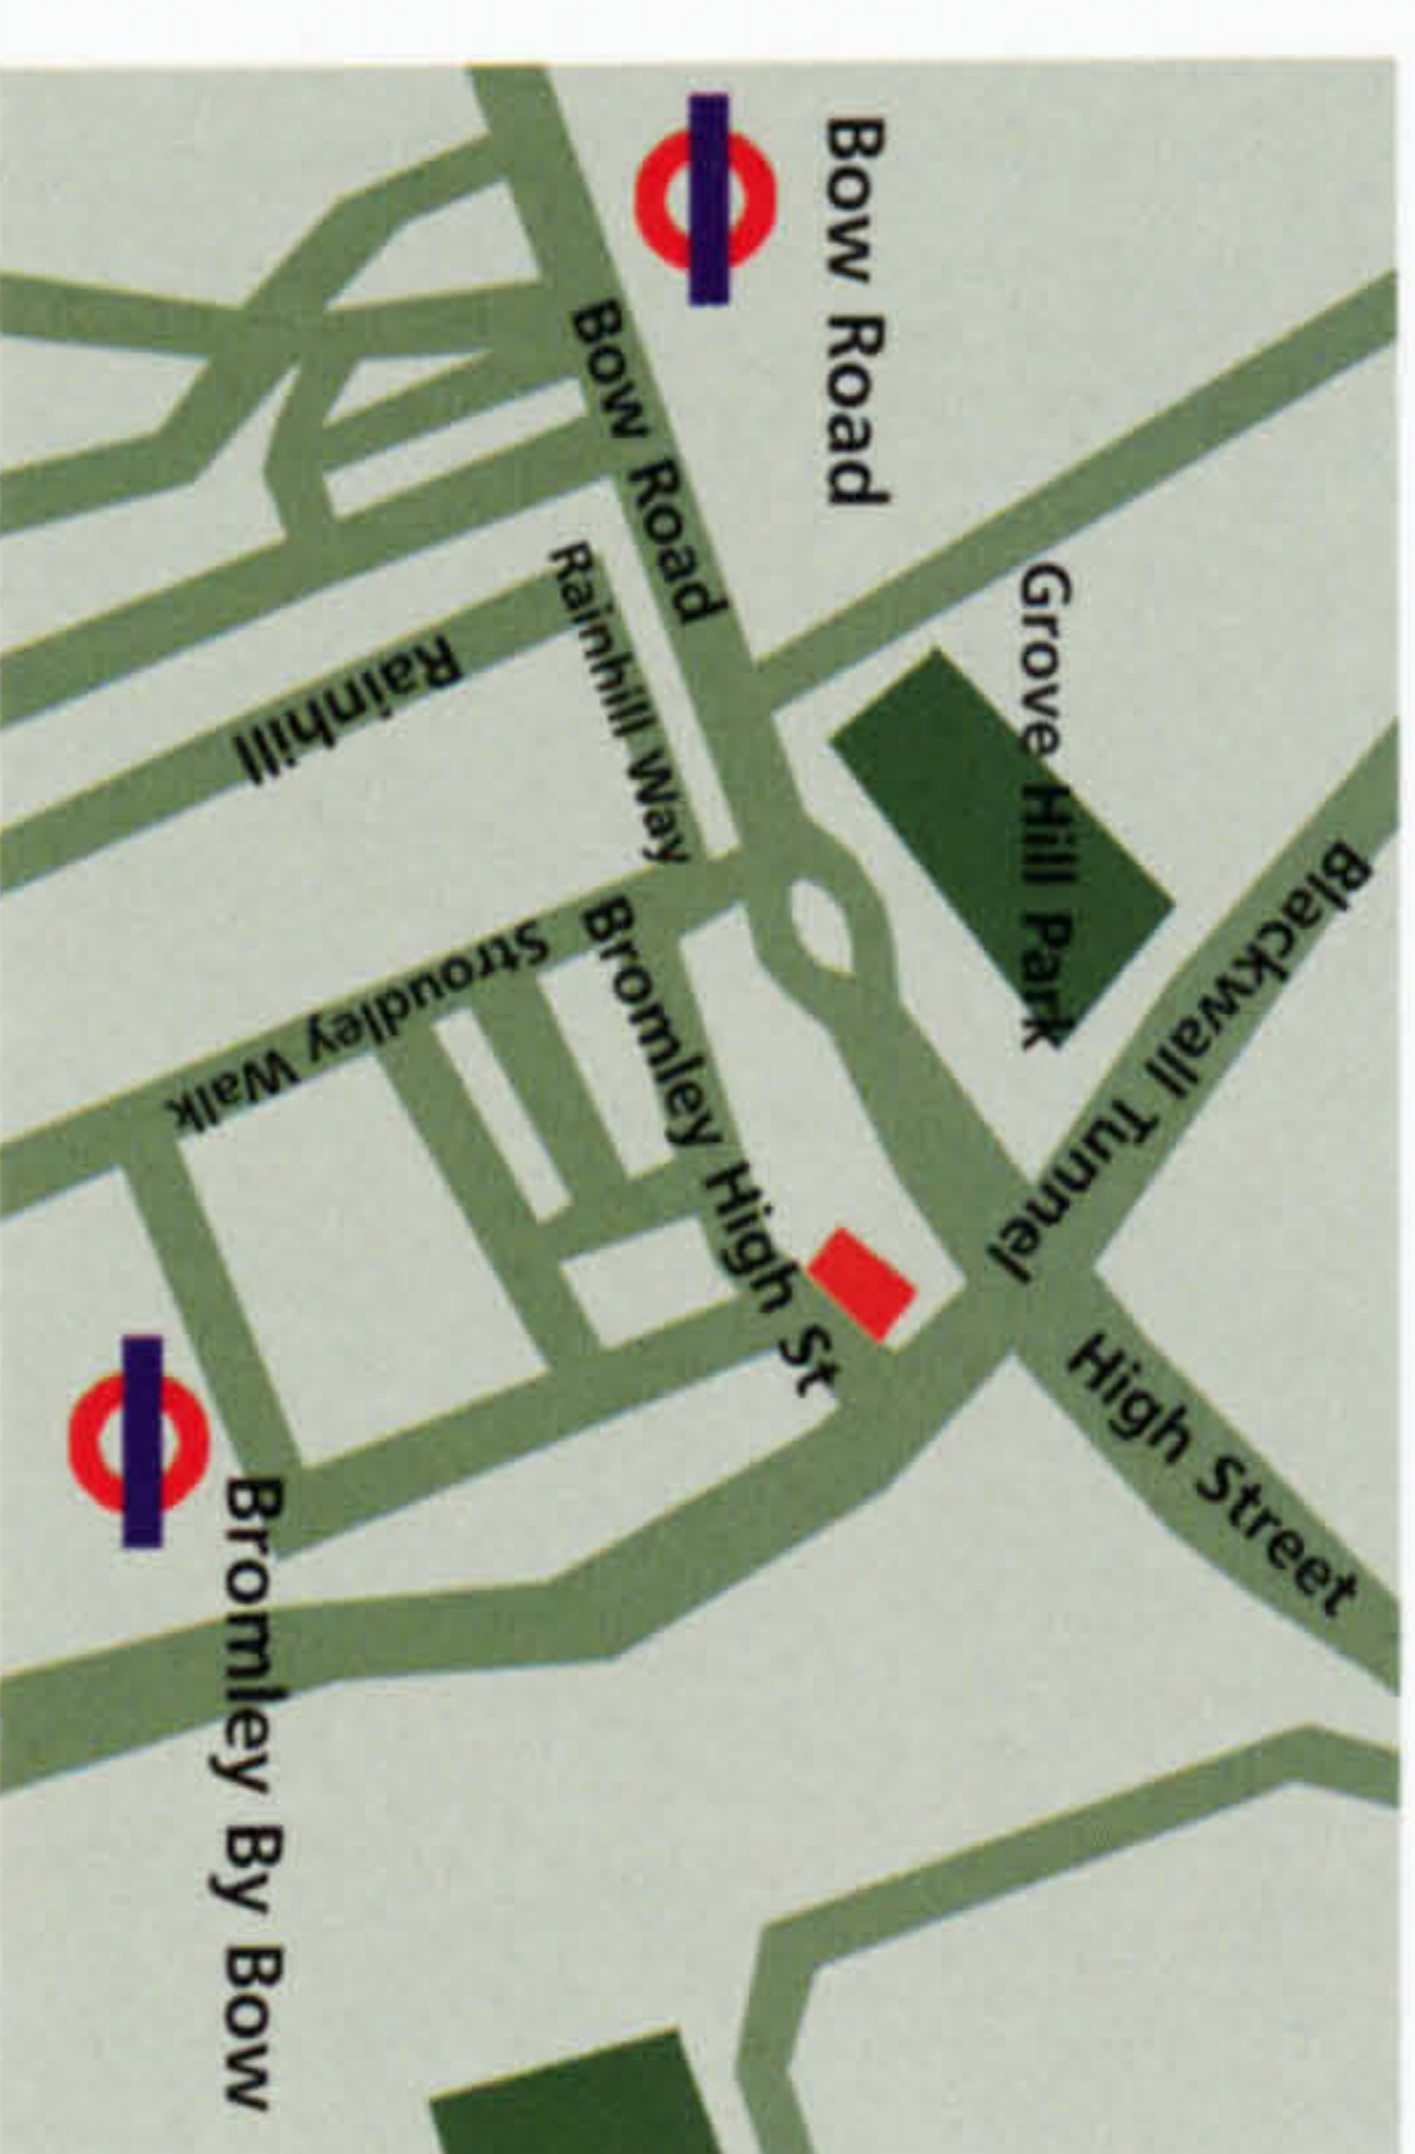 Bow Road
Grove Hill Park
Blackwall Tunnel
Bow Road
Rainhill Way
Rainhill
Stroudley Walk
Bromley High St
High Street
Bromley By Bow